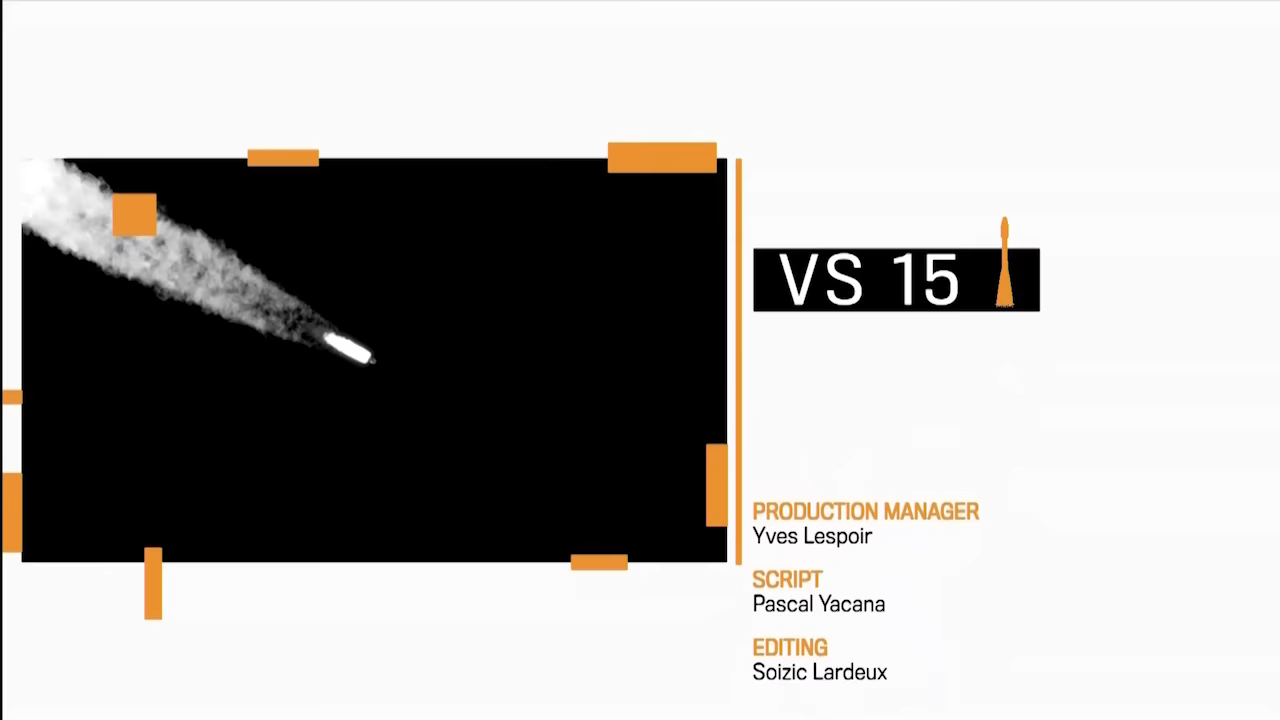 VS 15
PRODUCTION MANAGER
Yves Lespoir
SCRIPT
Pascal Yacana
EDITING
Soizic Lardeux